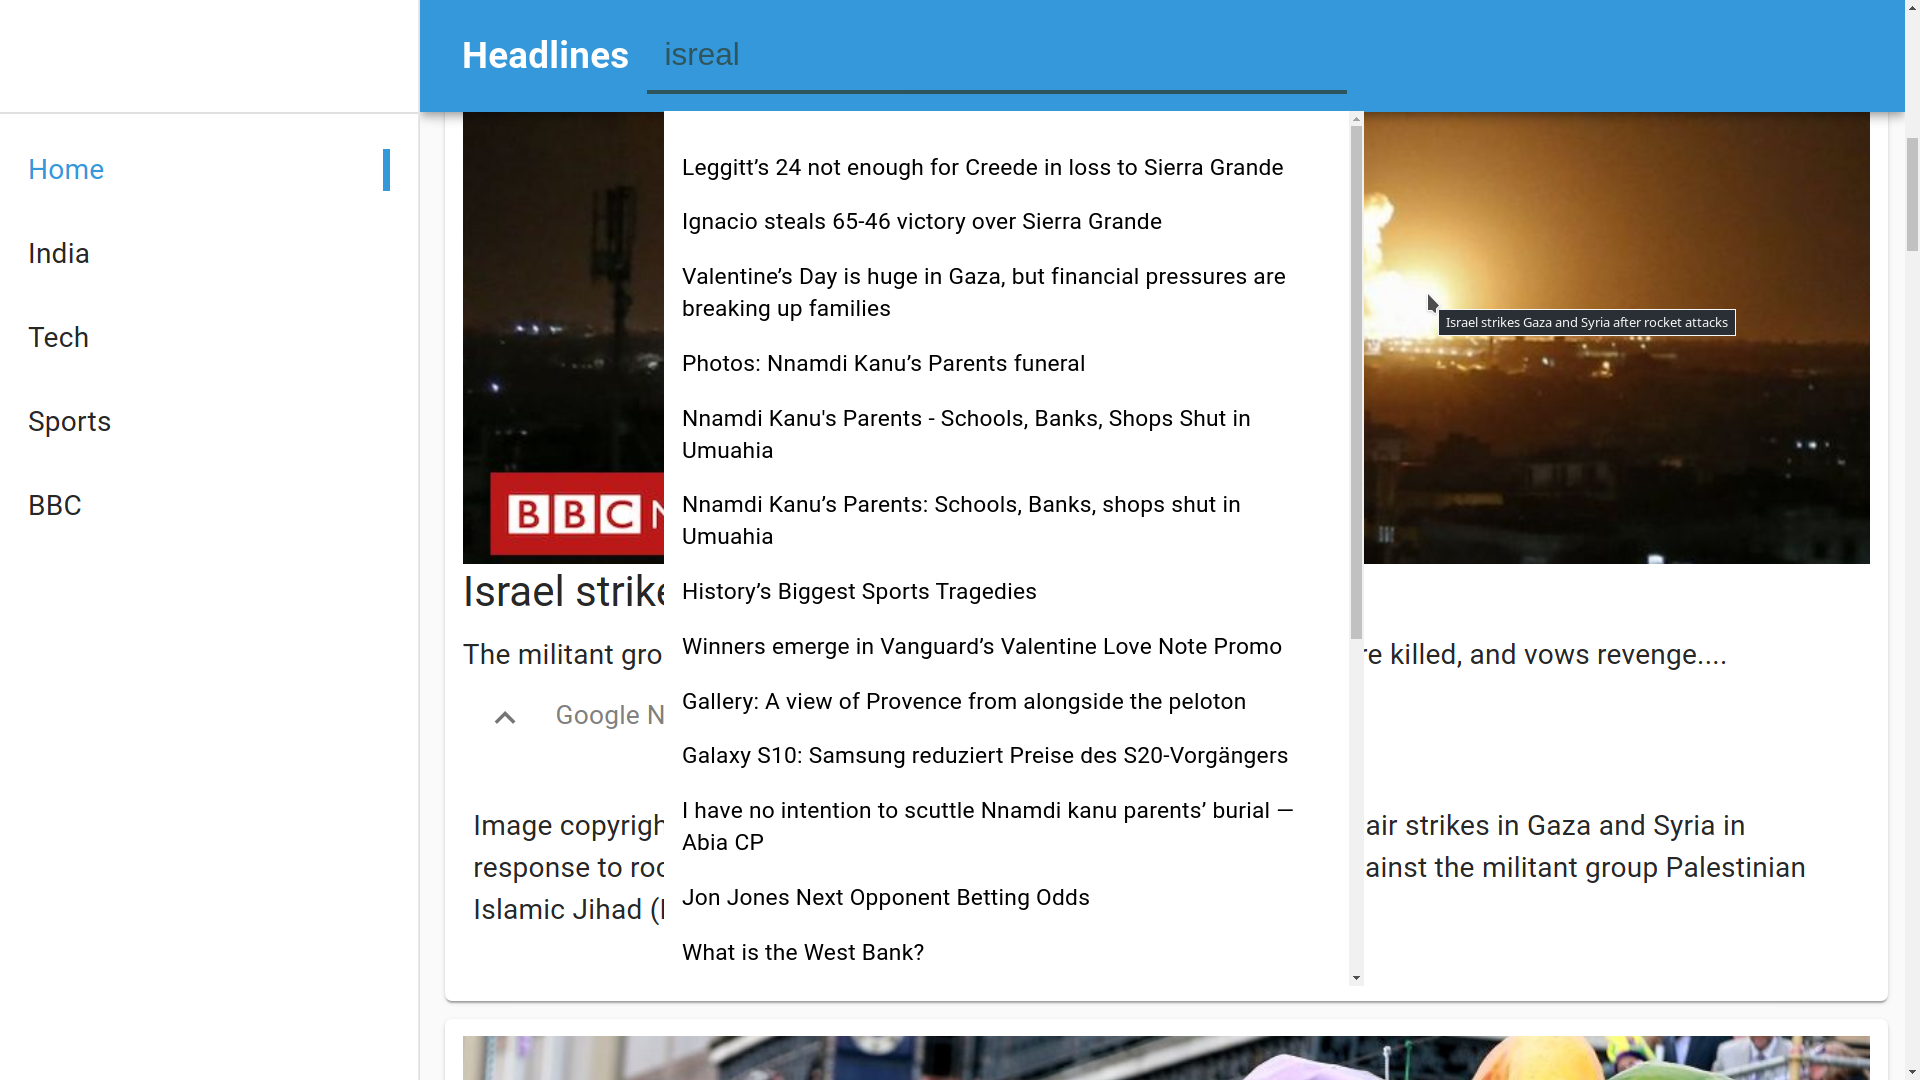 Headlines
isreal
Home
India
Tech
Sports
BBC
Leggitt’s 24 not enough for Creede in loss to Sierra Grande
Ignacio steals 65-46 victory over Sierra Grande
Valentine’s Day is huge in Gaza, but financial pressures are
breaking up families
Photos: Nnamdi Kanu’s Parents funeral
Nnamdi Kanu's Parents - Schools, Banks, Shops Shut in
Umuahia
Nnamdi Kanu’s Parents: Schools, Banks, shops shut in
Umuahia
History’s Biggest Sports Tragedies
Winners emerge in Vanguard’s Valentine Love Note Promo
Gallery: A view of Provence from alongside the peloton
Galaxy S10: Samsung reduziert Preise des S20-Vorgängers
I have no intention to scuttle Nnamdi kanu parents’ burial —
Abia CP
Jon Jones Next Opponent Betting Odds
What is the West Bank?
Israel strikes Gaza and Syria after rocket attacks
BBC N
Israel strike
The militant gro re killed, and vows revenge....
Google N
Image copyrigh air strikes in Gaza and Syria in
response to roc ainst the militant group Palestinian
Islamic Jihad (